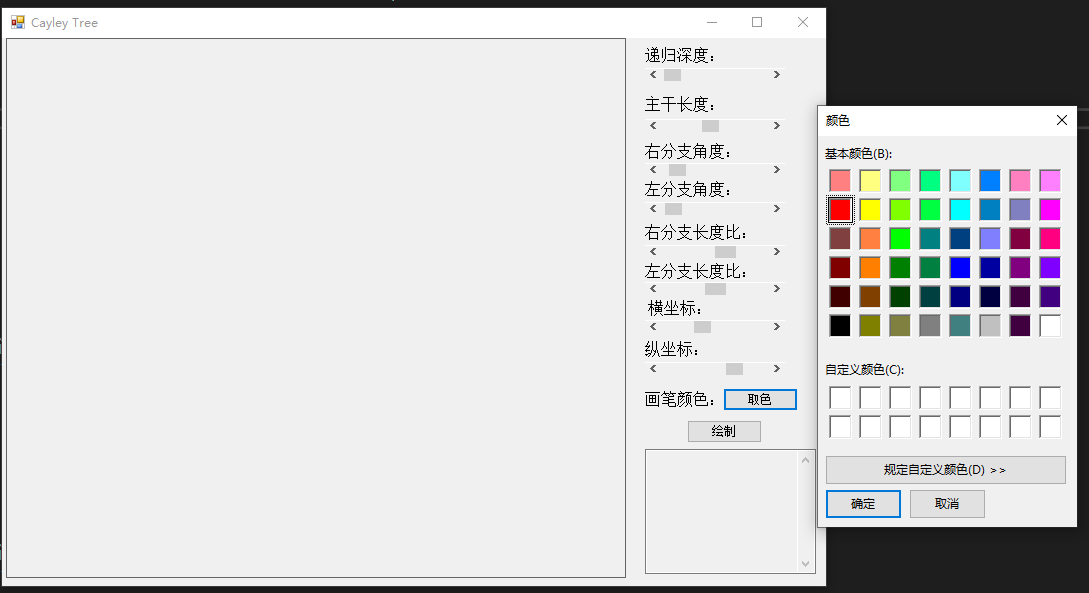 Cayley Tree
递归深度：
主干长度：
右分支角度：
左分支角度：
右分支长度比：
左分支长度比：
横坐标：
纵坐标：
画笔颜色：
取色
绘制
颜色
基本颜色(B):
自定义颜色(C):
规定自定义颜色(D) >>
确定
取消